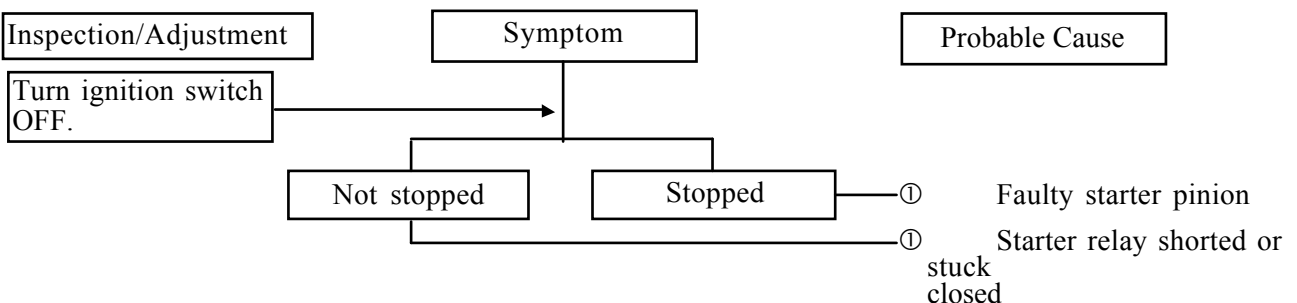 Inspection/Adjustment
Symptom
Probable Cause
Turn ignition switch
OFF.
Not stopped
Stopped
① Faulty starter pinion
① Starter relay shorted or
stuck
closed